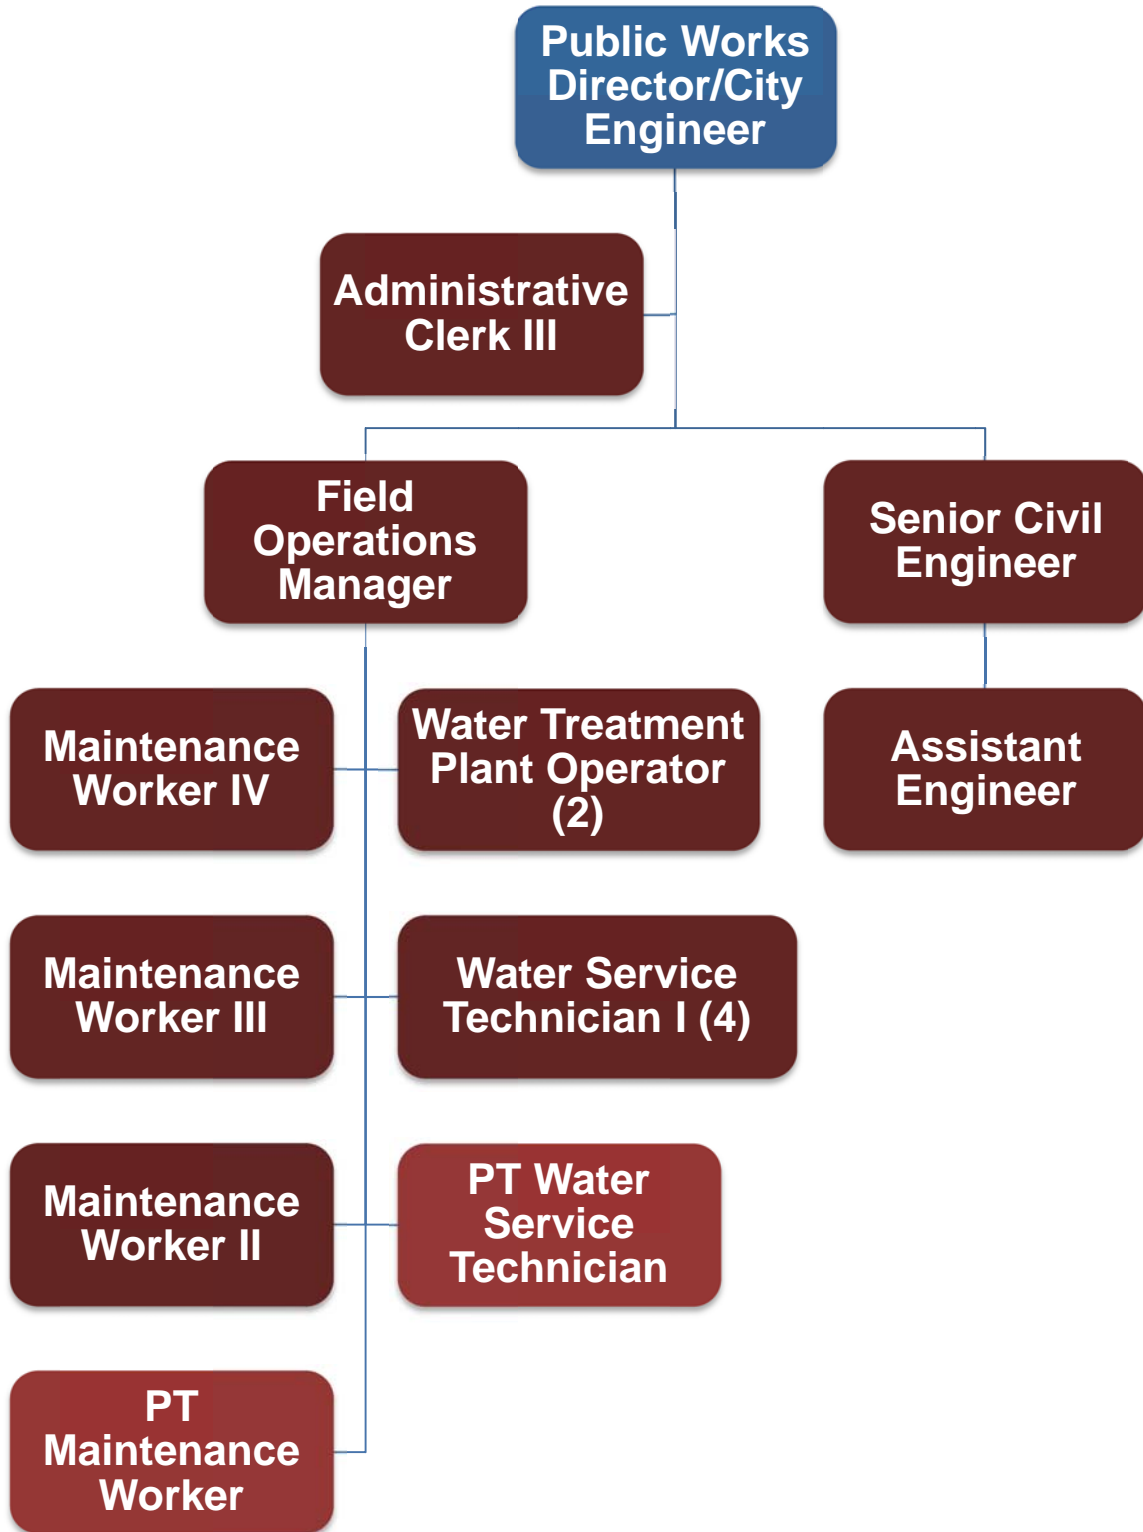 Public Works
Director/City
Engineer
Administrative
Clerk III
Field
Operations
Manager
Senior Civil
Engineer
Maintenance
Worker IV
Water Treatment
Plant Operator
(2)
Assistant
Engineer
Maintenance
Worker III
Water Service
Technician I (4)
Maintenance
Worker II
PT Water
Service
Technician
PT
Maintenance
Worker